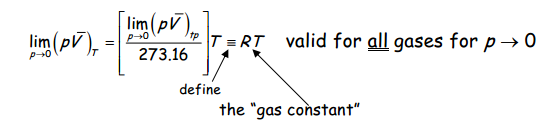 lim p→0 (pV̄)_T = [ lim p→0 (pV̄)_tp / 273.16 ] T ≡ RT valid for all gases for p → 0
define
the “gas constant”